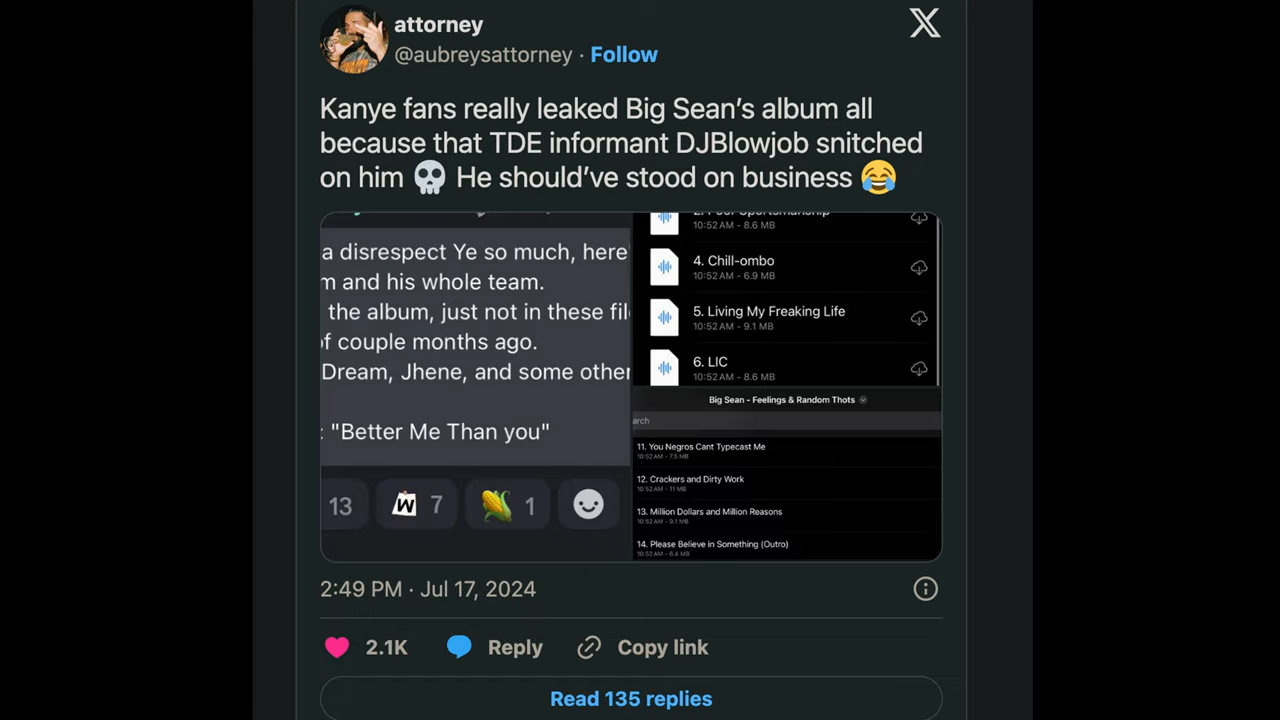 attorney
@aubreysattorney · Follow
Kanye fans really leaked Big Sean's album all
because that TDE informant DJBlowjob snitched
on him 💀 He should've stood on business 😂
a disrespect Ye so much, here'
m and his whole team.
the album, just not in these fil
f couple months ago.
Dream, Jhene, and some other
: "Better Me Than you"
13 W 7 🌽 1
10:52 AM - 8.6 MB
4. Chill-ombo
10:52 AM - 6.9 MB
5. Living My Freaking Life
10:52 AM - 9.1 MB
6. LIC
10:52 AM - 8.6 MB
Big Sean - Feelings & Random Thots
arch
11. You Negros Cant Typecast Me
10:52 AM - 7.5 MB
12. Crackers and Dirty Work
10:52 AM - 11 MB
13. Million Dollars and Million Reasons
10:52 AM - 9.1 MB
14. Please Believe in Something (Outro)
10:52 AM - 6.4 MB
2:49 PM · Jul 17, 2024
2.1K Reply Copy link
Read 135 replies